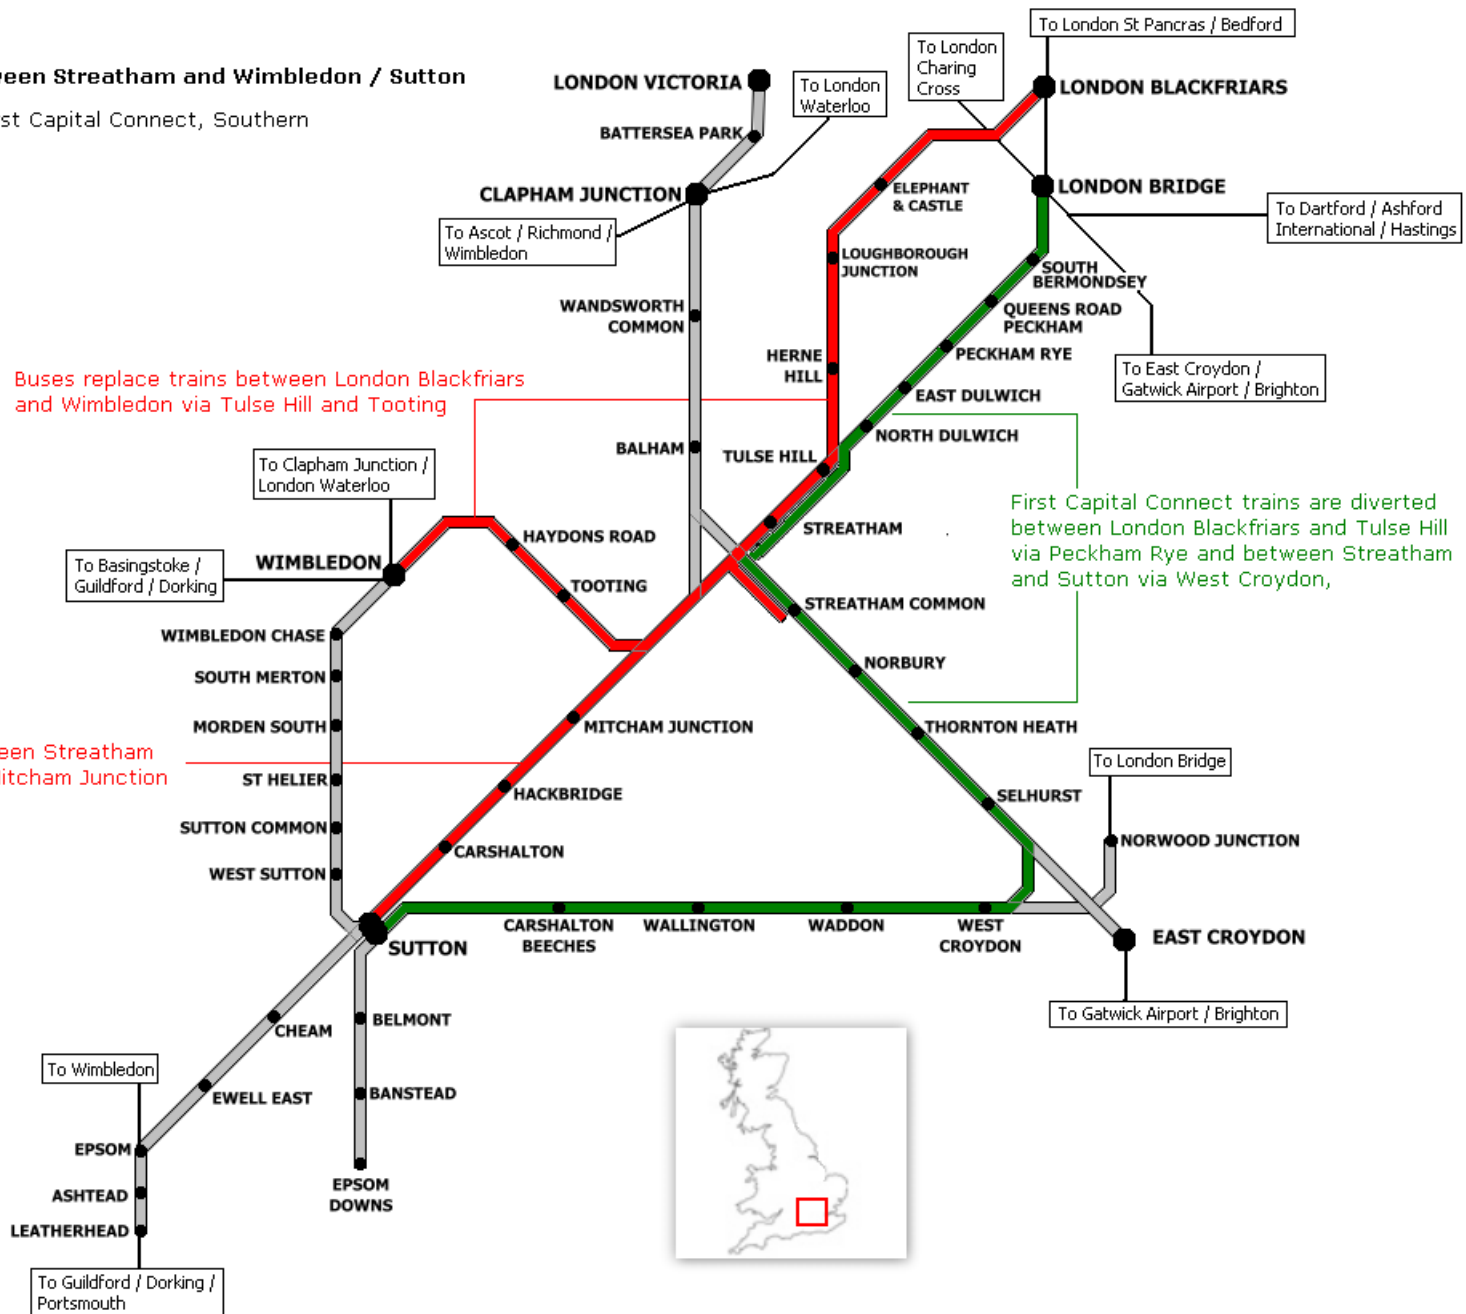 een Streatham and Wimbledon / Sutton
st Capital Connect, Southern
To London St Pancras / Bedford
To London
Charing
Cross
LONDON VICTORIA
To London
Waterloo
LONDON BLACKFRIARS
BATTERSEA PARK
CLAPHAM JUNCTION
ELEPHANT
& CASTLE
LONDON BRIDGE
To Dartford / Ashford
International / Hastings
To Ascot / Richmond /
Wimbledon
LOUGHBOROUGH
JUNCTION
SOUTH
BERMONDSEY
WANDSWORTH
COMMON
QUEENS ROAD
PECKHAM
HERNE
HILL
PECKHAM RYE
To East Croydon /
Gatwick Airport / Brighton
Buses replace trains between London Blackfriars
and Wimbledon via Tulse Hill and Tooting
EAST DULWICH
NORTH DULWICH
BALHAM
TULSE HILL
To Clapham Junction /
London Waterloo
First Capital Connect trains are diverted
between London Blackfriars and Tulse Hill
via Peckham Rye and between Streatham
and Sutton via West Croydon,
STREATHAM
HAYDONS ROAD
WIMBLEDON
To Basingstoke /
Guildford / Dorking
TOOTING
STREATHAM COMMON
WIMBLEDON CHASE
NORBURY
SOUTH MERTON
MORDEN SOUTH
MITCHAM JUNCTION
THORNTON HEATH
een Streatham
itcham Junction
To London Bridge
ST HELIER
HACKBRIDGE
SELHURST
SUTTON COMMON
NORWOOD JUNCTION
CARSHALTON
WEST SUTTON
CARSHALTON
BEECHES
WALLINGTON
WADDON
WEST
CROYDON
EAST CROYDON
SUTTON
To Gatwick Airport / Brighton
CHEAM
BELMONT
To Wimbledon
EWELL EAST
BANSTEAD
EPSOM
EPSOM
DOWNS
ASHTEAD
LEATHERHEAD
To Guildford / Dorking /
Portsmouth